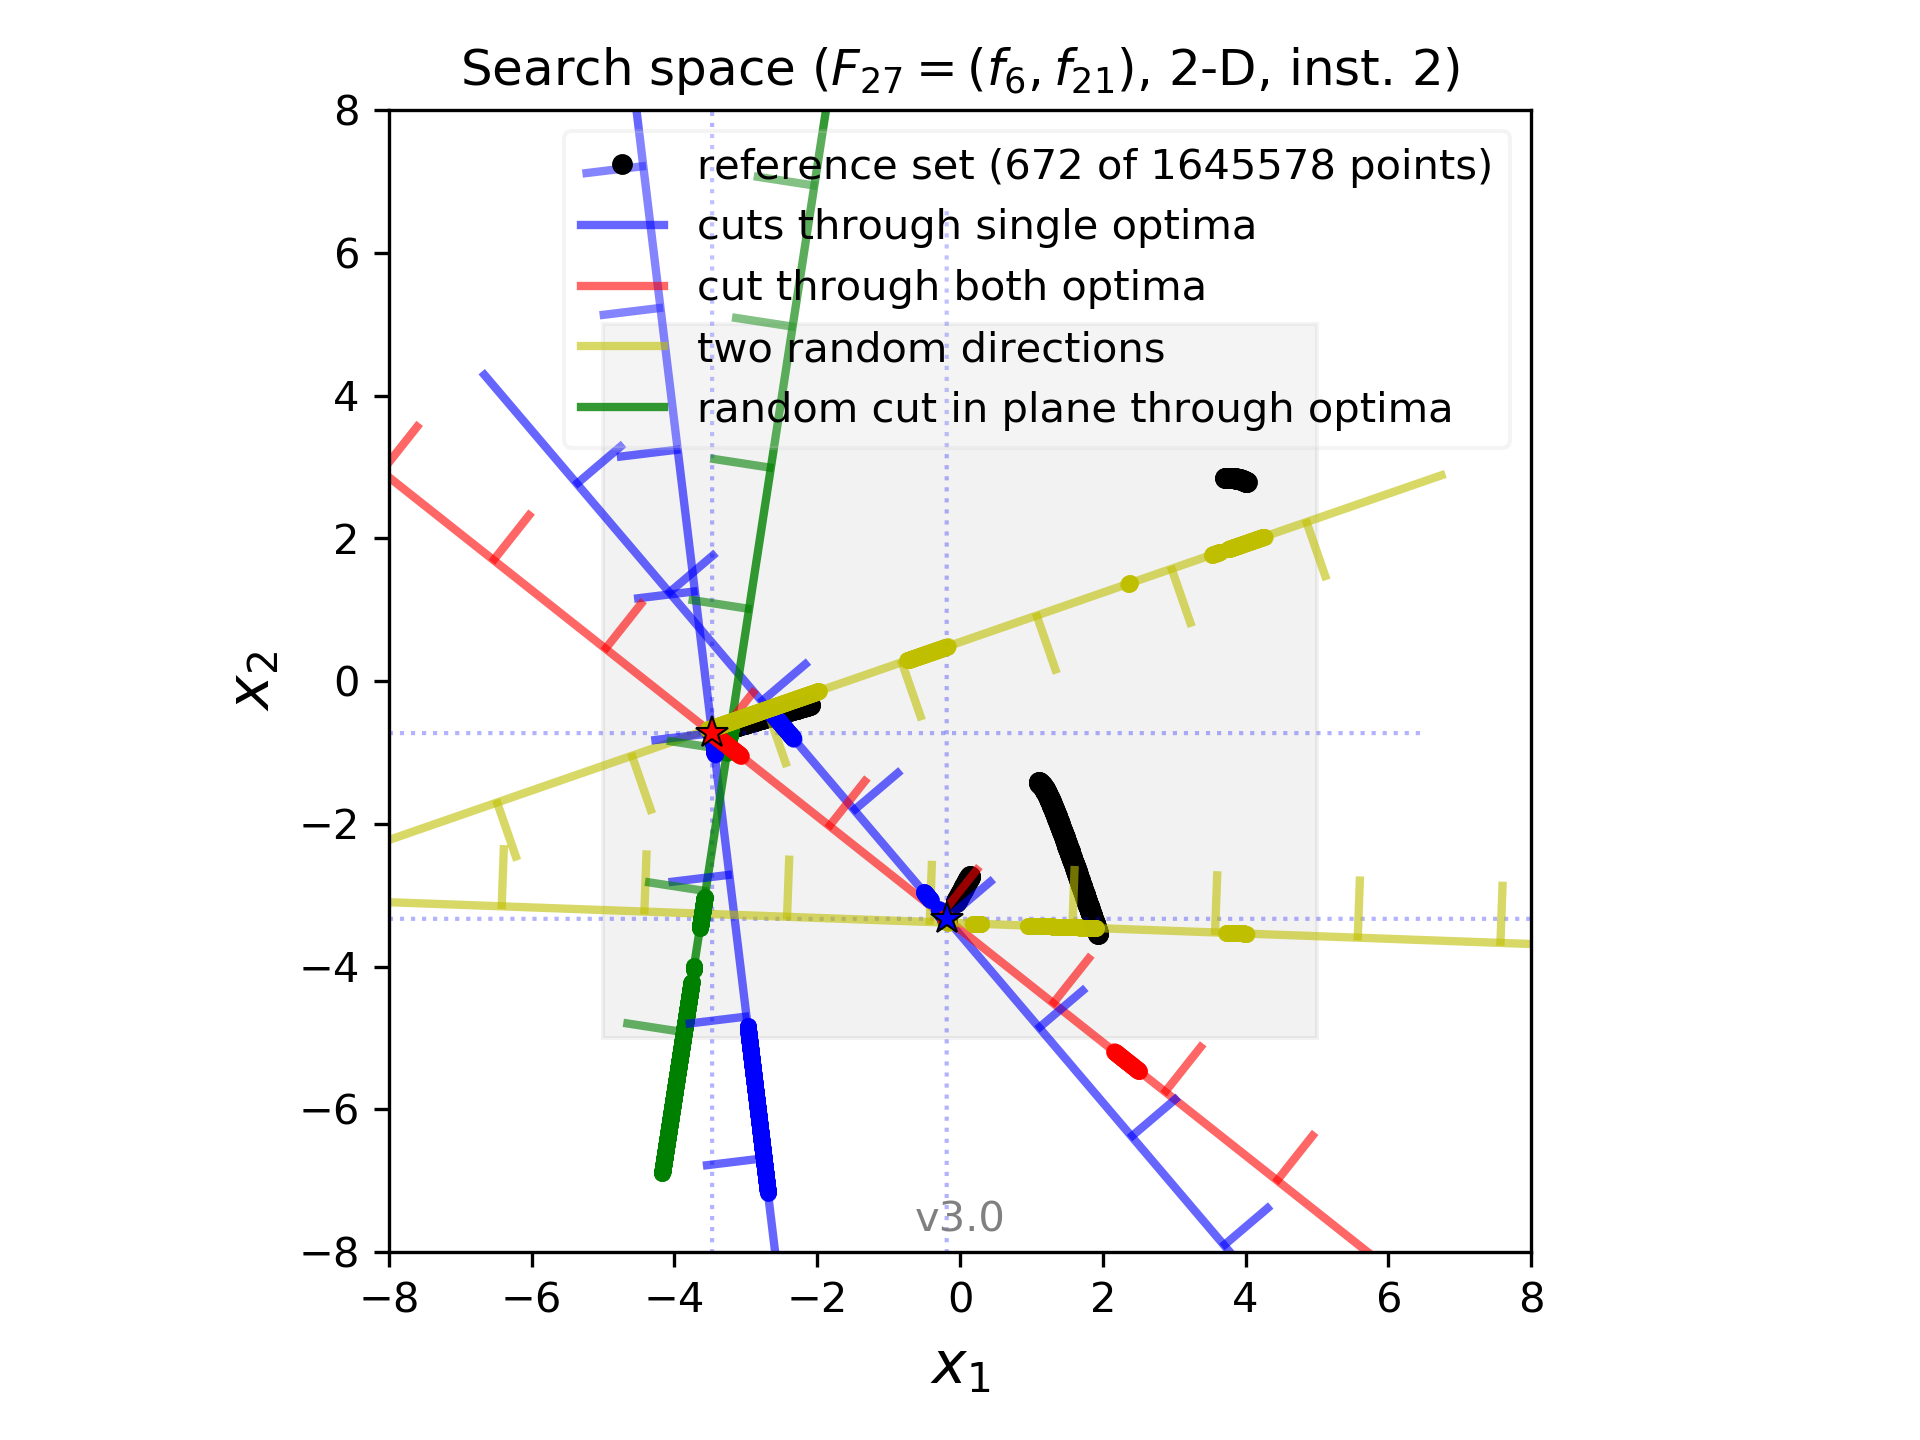 Search space (F27 = (f6, f21), 2-D, inst. 2)
8
6
4
2
0
−2
−4
−6
−8
x2
reference set (672 of 1645578 points)
cuts through single optima
cut through both optima
two random directions
random cut in plane through optima
v3.0
−8 −6 −4 −2 0 2 4 6 8
x1